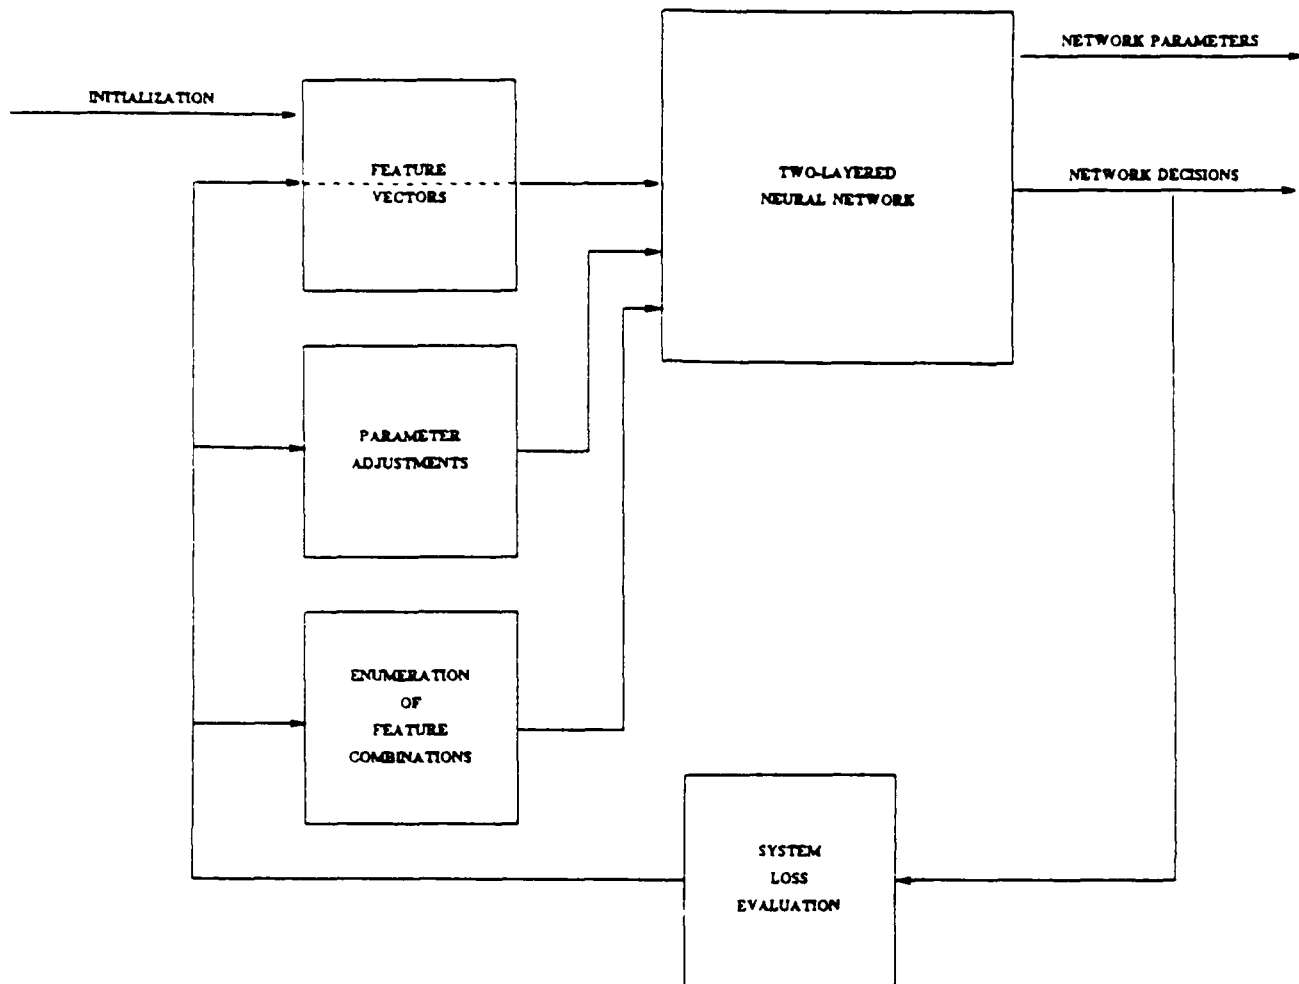 NETWORK PARAMETERS
INITIALIZATION
FEATURE
VECTORS
TWO-LAYERED
NEURAL NETWORK
NETWORK DECISIONS
PARAMETER
ADJUSTMENTS
ENUMERATION
OF
FEATURE
COMBINATIONS
SYSTEM
LOSS
EVALUATION